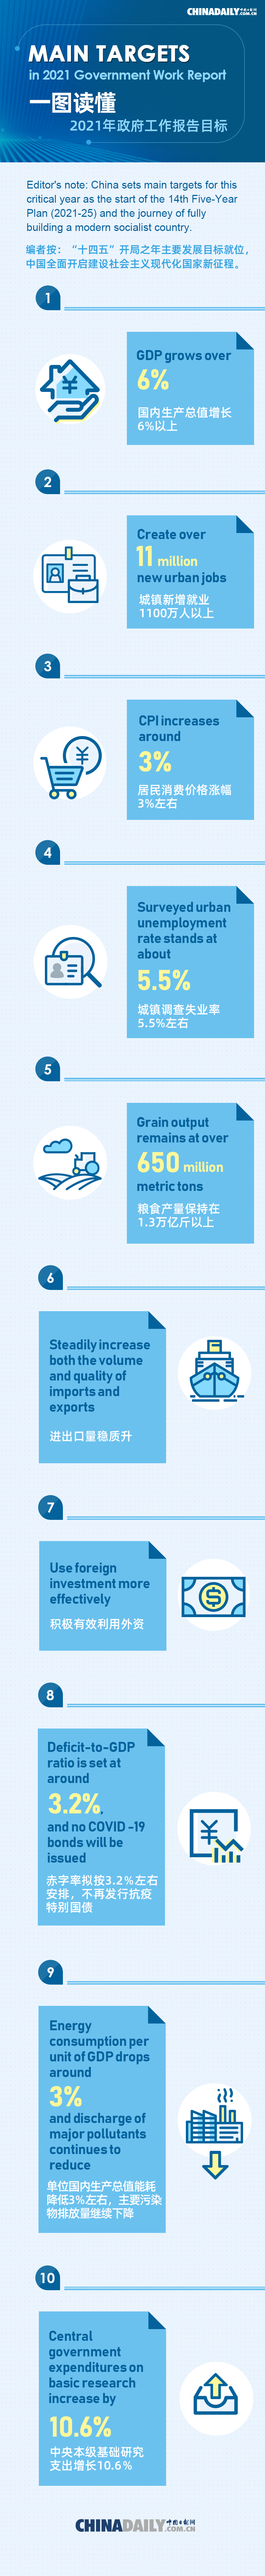 CHINADAILY 中国日报网
.COM.CN
MAIN TARGETS
in 2021 Government Work Report
一图读懂
2021年政府工作报告目标
Editor's note: China sets main targets for this
critical year as the start of the 14th Five-Year
Plan (2021-25) and the journey of fully
building a modern socialist country.
编者按：“十四五”开局之年主要发展目标就位，
中国全面开启建设社会主义现代化国家新征程。
1
GDP grows over
6%
国内生产总值增长
6%以上
2
Create over
11 million
new urban jobs
城镇新增就业
1100万人以上
3
CPI increases
around
3%
居民消费价格涨幅
3%左右
4
Surveyed urban
unemployment
rate stands at
about
5.5%
城镇调查失业率
5.5%左右
5
Grain output
remains at over
650 million
metric tons
粮食产量保持在
1.3万亿斤以上
6
Steadily increase
both the volume
and quality of
imports and
exports
进出口量稳质升
7
Use foreign
investment more
effectively
积极有效利用外资
8
Deficit-to-GDP
ratio is set at
around
3.2%,
and no COVID -19
bonds will be
issued
赤字率拟按3.2%左右
安排，不再发行抗疫
特别国债
9
Energy
consumption per
unit of GDP drops
around
3%
and discharge of
major pollutants
continues to
reduce
单位国内生产总值能耗
降低3%左右，主要污染
物排放量继续下降
10
Central
government
expenditures on
basic research
increase by
10.6%
中央本级基础研究
支出增长10.6%
CHINADAILY 中国日报网
.COM.CN